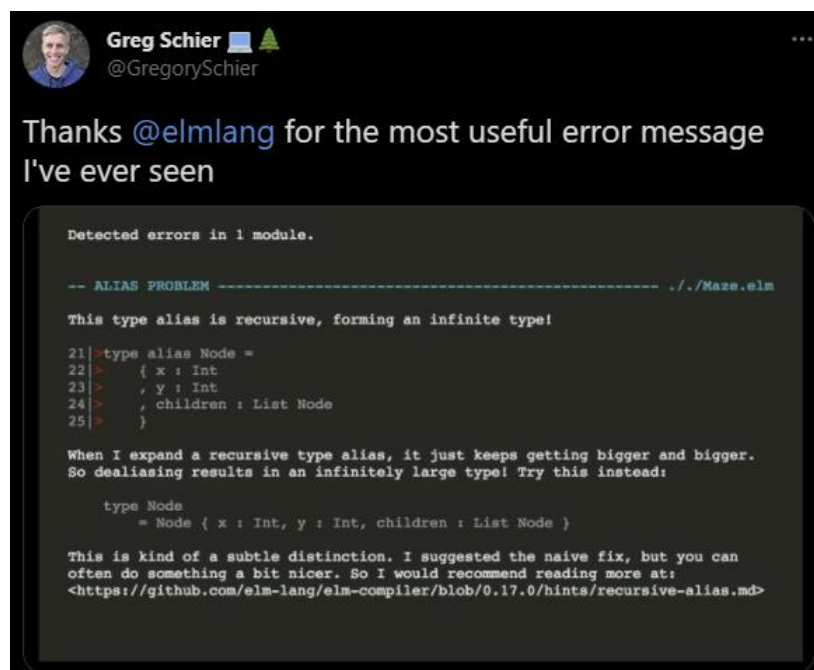 Greg Schier 💻🌲
@GregorySchier
Thanks @elmlang for the most useful error message
I've ever seen
Detected errors in 1 module.
-- ALIAS PROBLEM -------------------------------------------------- ././Maze.elm
This type alias is recursive, forming an infinite type!
21|>type alias Node =
22|>    { x : Int
23|>    , y : Int
24|>    , children : List Node
25|>    }
When I expand a recursive type alias, it just keeps getting bigger and bigger.
So dealiasing results in an infinitely large type! Try this instead:
    type Node
        = Node { x : Int, y : Int, children : List Node }
This is kind of a subtle distinction. I suggested the naive fix, but you can
often do something a bit nicer. So I would recommend reading more at:
<https://github.com/elm-lang/elm-compiler/blob/0.17.0/hints/recursive-alias.md>